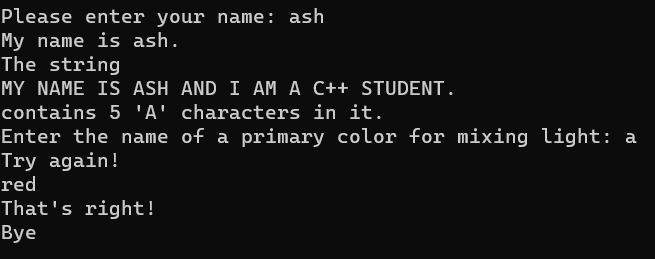 Please enter your name: ash
My name is ash.
The string
MY NAME IS ASH AND I AM A C++ STUDENT.
contains 5 'A' characters in it.
Enter the name of a primary color for mixing light: a
Try again!
red
That's right!
Bye